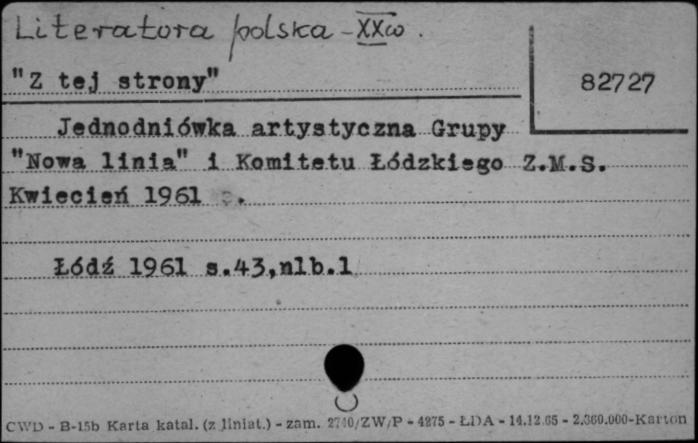 Literatura polska - XXw.
"Z tej strony"
82727
Jednodniówka artystyczna Grupy
"Nowa linia" i Komitetu Łódzkiego Z.M.S.
Kwiecień 1961 .
Łódź 1961 s.43,nlb.1
CWD - B-15b Karta katal. (z liniat.) - zam. 2740/ZW/P - 4275 - ŁDA - 14.12.65 - 2.360.000-Karton